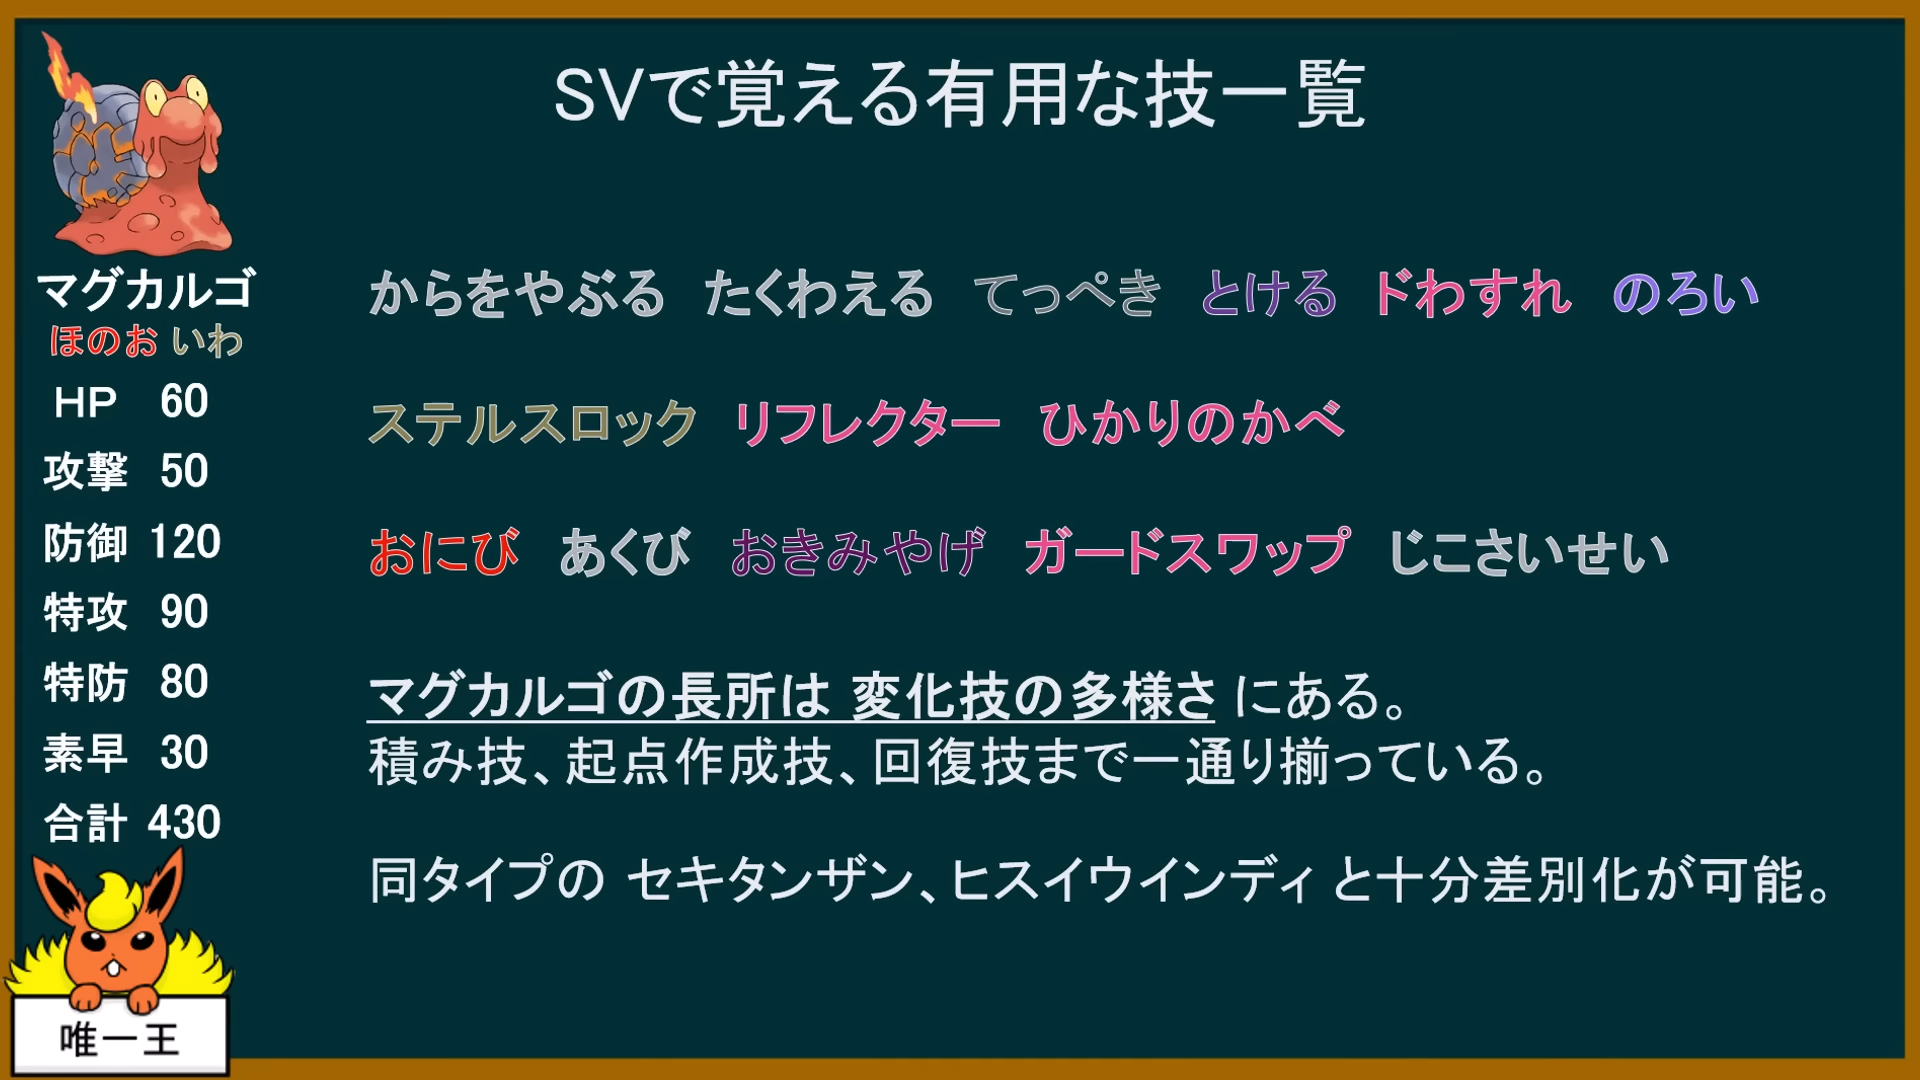 SVで覚える有用な技一覧
マグカルゴ
ほのお いわ
HP 60
攻撃 50
防御 120
特攻 90
特防 80
素早 30
合計 430
唯一王
からをやぶる たくわえる てっぺき とける ドわすれ のろい
ステルスロック リフレクター ひかりのかべ
おにび あくび おきみやげ ガードスワップ じこさいせい
マグカルゴの長所は 変化技の多様さ にある。
積み技、起点作成技、回復技まで一通り揃っている。
同タイプの セキタンザン、ヒスイウインディ と十分差別化が可能。